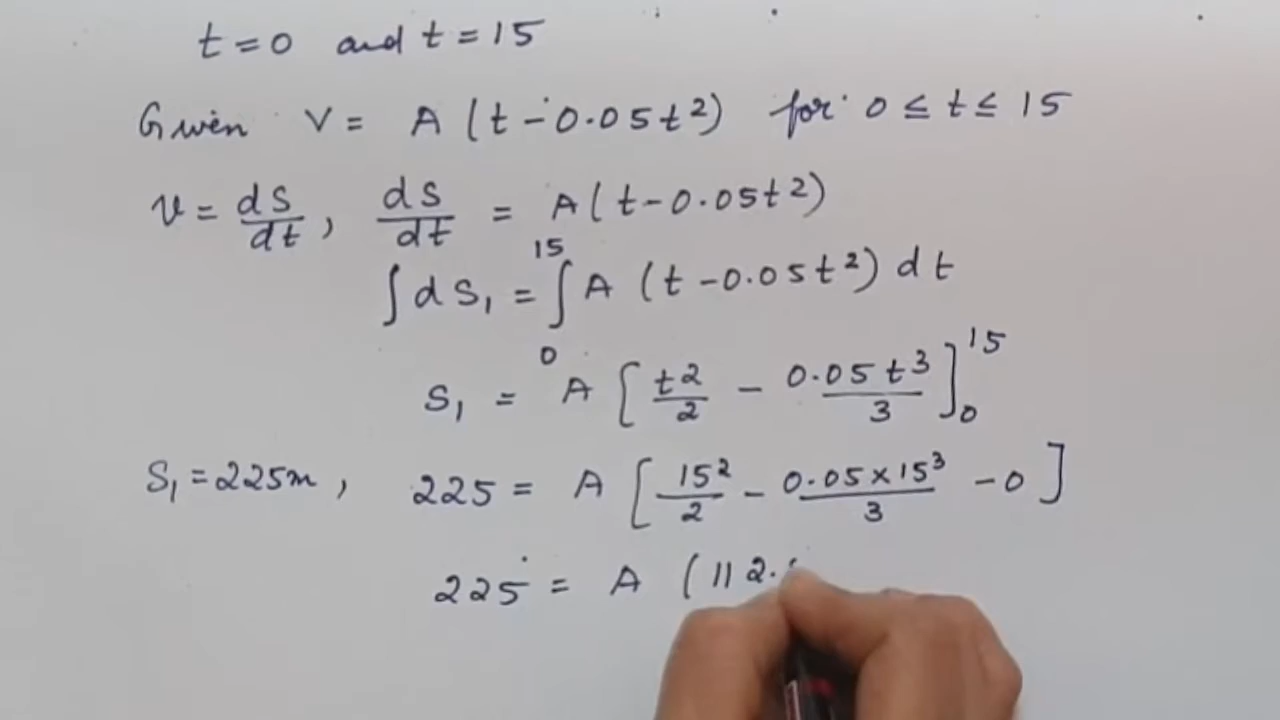 t = 0 and t = 15
Given V = A (t - 0.05t²) for 0 ≤ t ≤ 15
v = dS/dt, dS/dt = A(t - 0.05t²)
∫dS₁ = ∫₀¹⁵ A (t - 0.05t²) dt
S₁ = A [t²/2 - 0.05t³/3]₀¹⁵
S₁ = 225m, 225 = A [15²/2 - 0.05×15³/3 - 0]
225 = A (112.